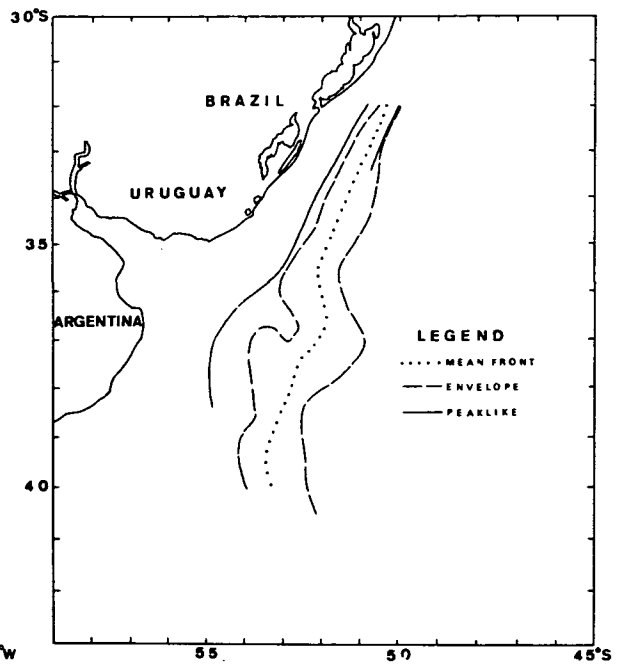 30°S
BRAZIL
URUGUAY
35
ARGENTINA
LEGEND
MEAN FRONT
ENVELOPE
PEAKLIKE
40
°W
55
50
45°S